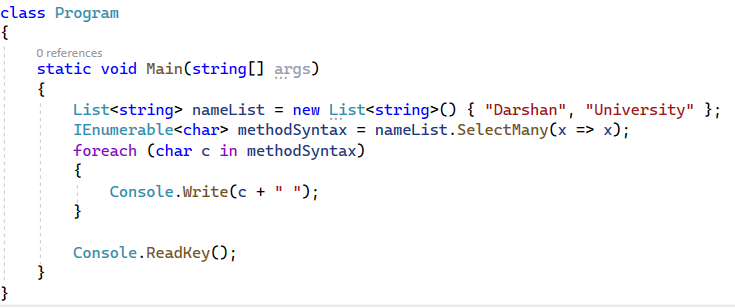 class Program
{
0 references
static void Main(string[] args)
{
List<string> nameList = new List<string>() { "Darshan", "University" };
IEnumerable<char> methodSyntax = nameList.SelectMany(x => x);
foreach (char c in methodSyntax)
{
Console.Write(c + " ");
}
Console.ReadKey();
}
}